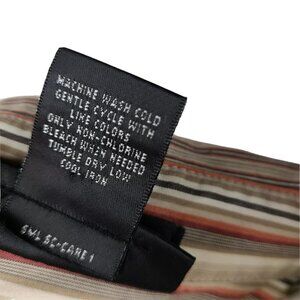 MACHINE WASH COLD
GENTLE CYCLE WITH
LIKE COLORS
ONLY NON-CHLORINE
BLEACH WHEN NEEDED
TUMBLE DRY LOW
COOL IRON
SML SC-CARE 1